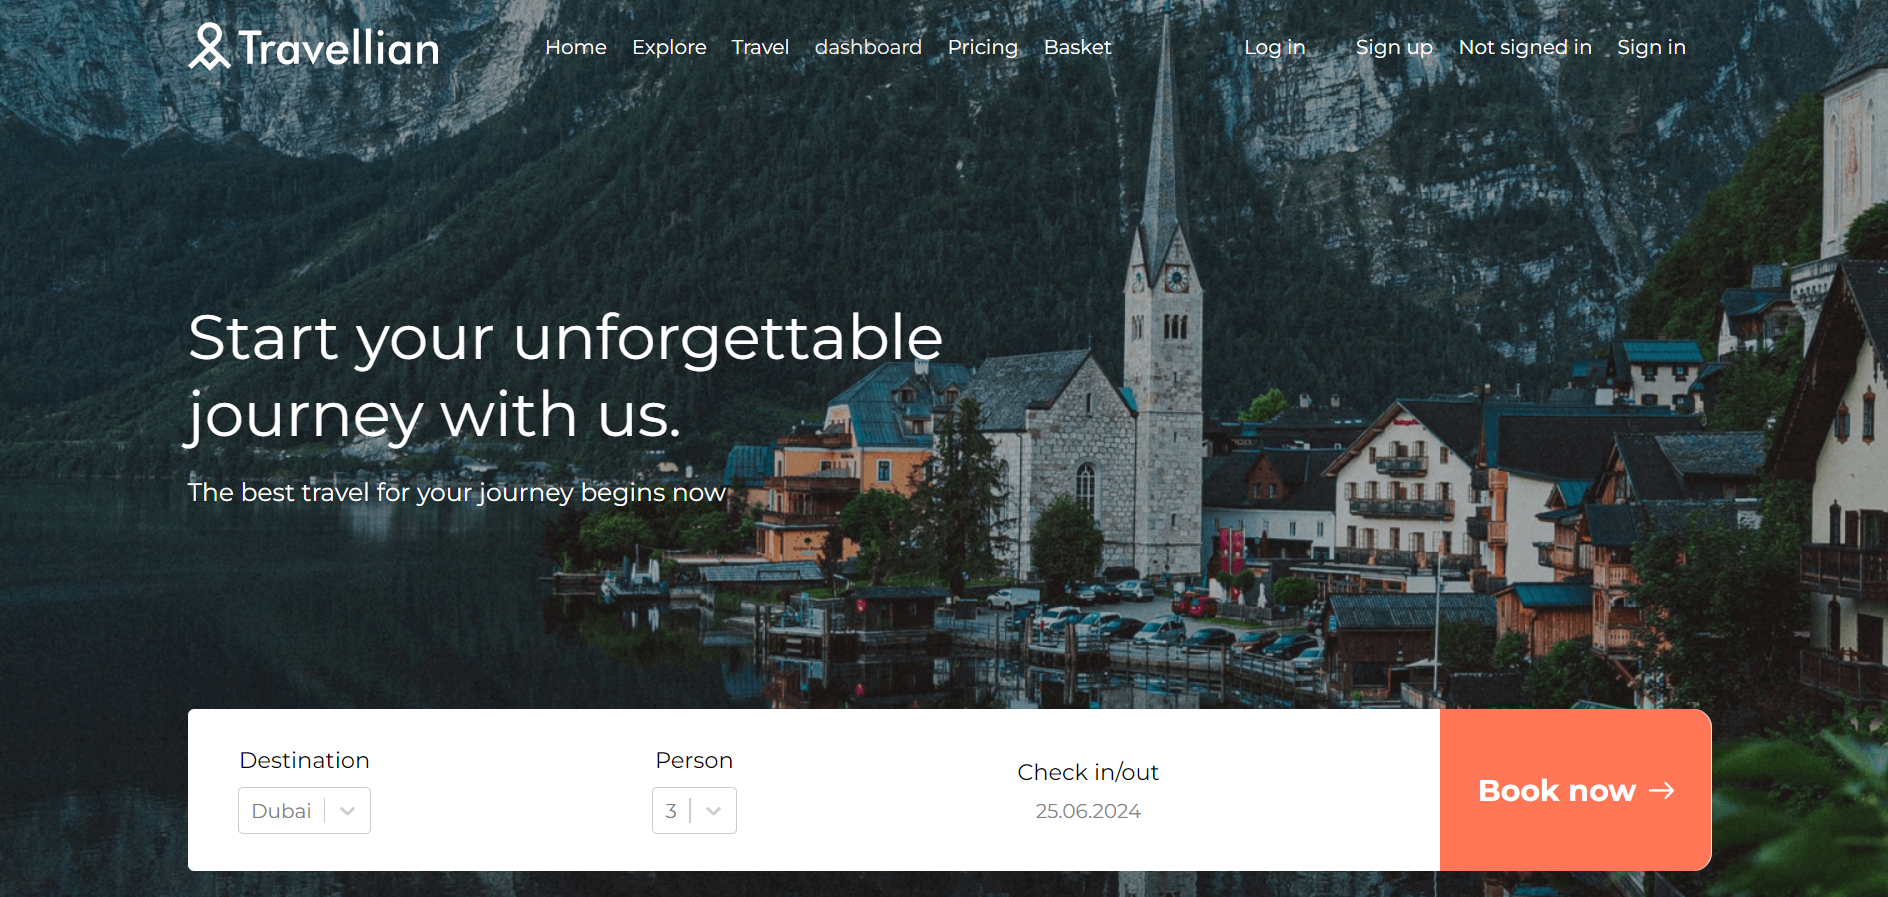 Travellian
Home Explore Travel dashboard Pricing Basket Log in Sign up Not signed in Sign in
Start your unforgettable
journey with us.
The best travel for your journey begins now
Destination
Dubai
Person
3
Check in/out
25.06.2024
Book now →